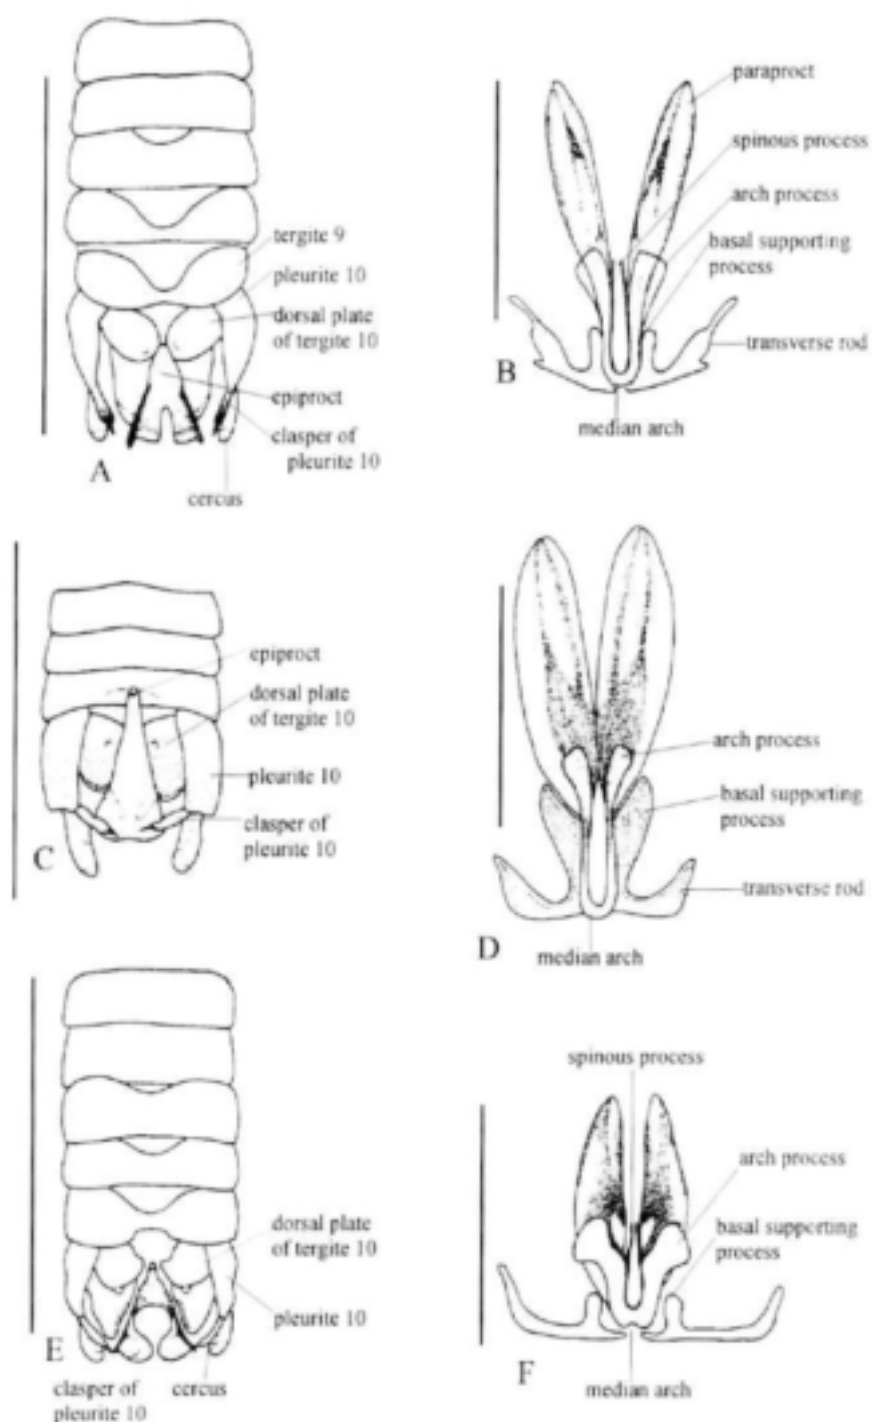 tergite 9
pleurite 10
dorsal plate
of tergite 10
epiproct
clasper of
pleurite 10
cercus
A
paraproct
spinous process
arch process
basal supporting
process
transverse rod
median arch
B
epiproct
dorsal plate
of tergite 10
pleurite 10
clasper of
pleurite 10
C
arch process
basal supporting
process
transverse rod
median arch
D
dorsal plate
of tergite 10
pleurite 10
clasper of
pleurite 10
cercus
E
spinous process
arch process
basal supporting
process
median arch
F